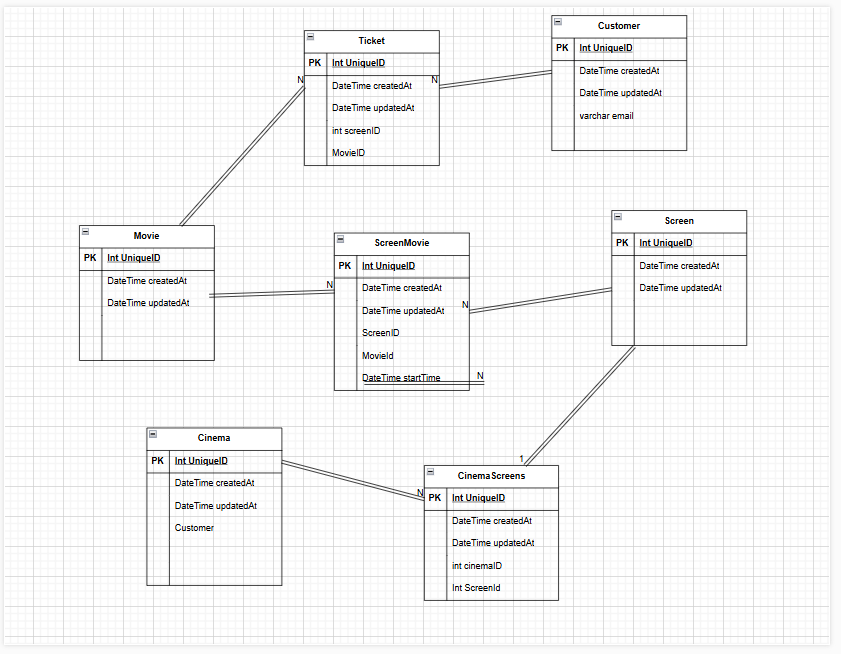 Customer
PK Int UniqueID
DateTime createdAt
DateTime updatedAt
varchar email
Ticket
PK Int UniqueID
DateTime createdAt
DateTime updatedAt
int screenID
MovieID
N
N
Movie
PK Int UniqueID
DateTime createdAt
DateTime updatedAt
ScreenMovie
PK Int UniqueID
DateTime createdAt
DateTime updatedAt
ScreenID
MovieId
DateTime startTime
N
N
N
Screen
PK Int UniqueID
DateTime createdAt
DateTime updatedAt
Cinema
PK Int UniqueID
DateTime createdAt
DateTime updatedAt
Customer
1
N
CinemaScreens
PK Int UniqueID
DateTime createdAt
DateTime updatedAt
int cinemaID
Int ScreenId